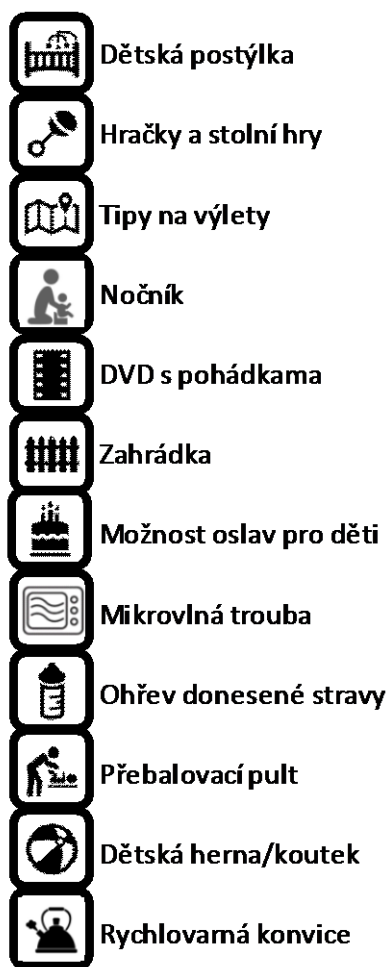 Dětská postýlka
Hračky a stolní hry
Tipy na výlety
Nočník
DVD s pohádkama
Zahrádka
Možnost oslav pro děti
Mikrovlná trouba
Ohřev donesené stravy
Přebalovací pult
Dětská herna/koutek
Rychlovarná konvice